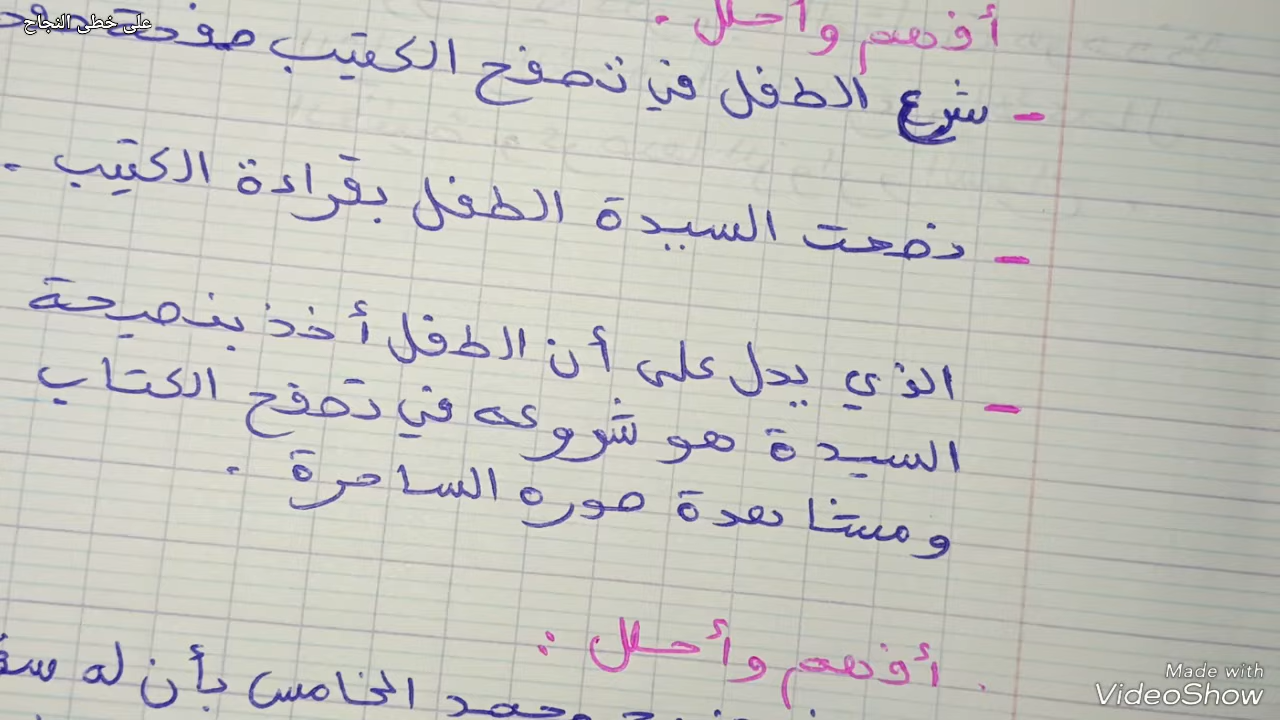 على خطى النجاح
أفهم وأحلل .
- شرع الطفل في تصفح الكتيب صفحة
- نصحت السيدة الطفل بقراءة الكتيب .
- الذي يدل على أن الطفل أخذ بنصيحة
السيدة هو شروعه في تصفح الكتاب
ومشاهدة صوره الساحرة .
. أفهم وأحلل :
محمد الخامس بأن له
Made with
VideoShow